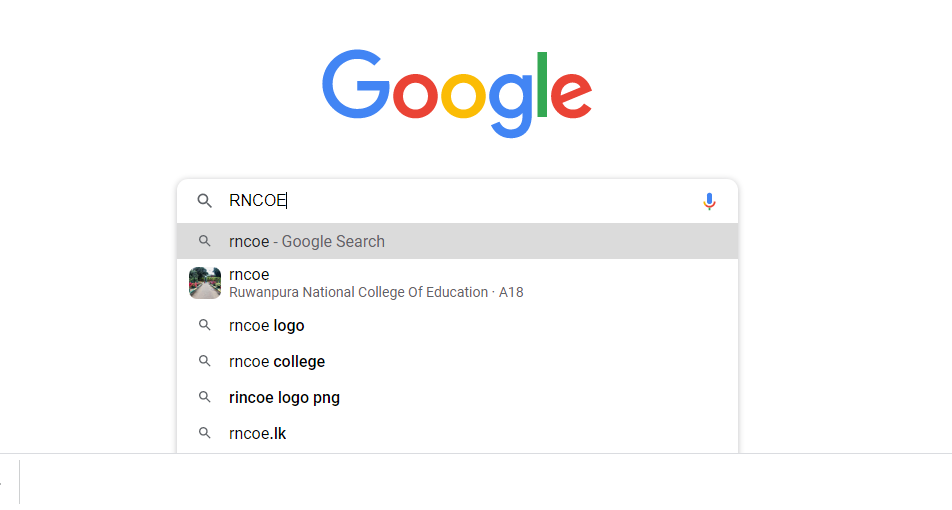 Google
RNCOE
rncoe - Google Search
rncoe
Ruwanpura National College Of Education · A18
rncoe logo
rncoe college
rincoe logo png
rncoe.lk